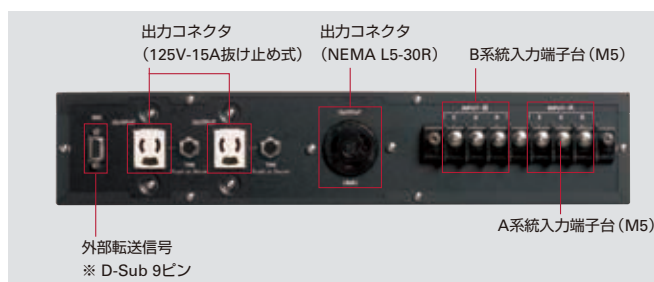 出力コネクタ
（125V-15A抜け止め式）
出力コネクタ
（NEMA L5-30R）
B系統入力端子台（M5）
A系統入力端子台（M5）
外部転送信号
※ D-Sub 9ピン